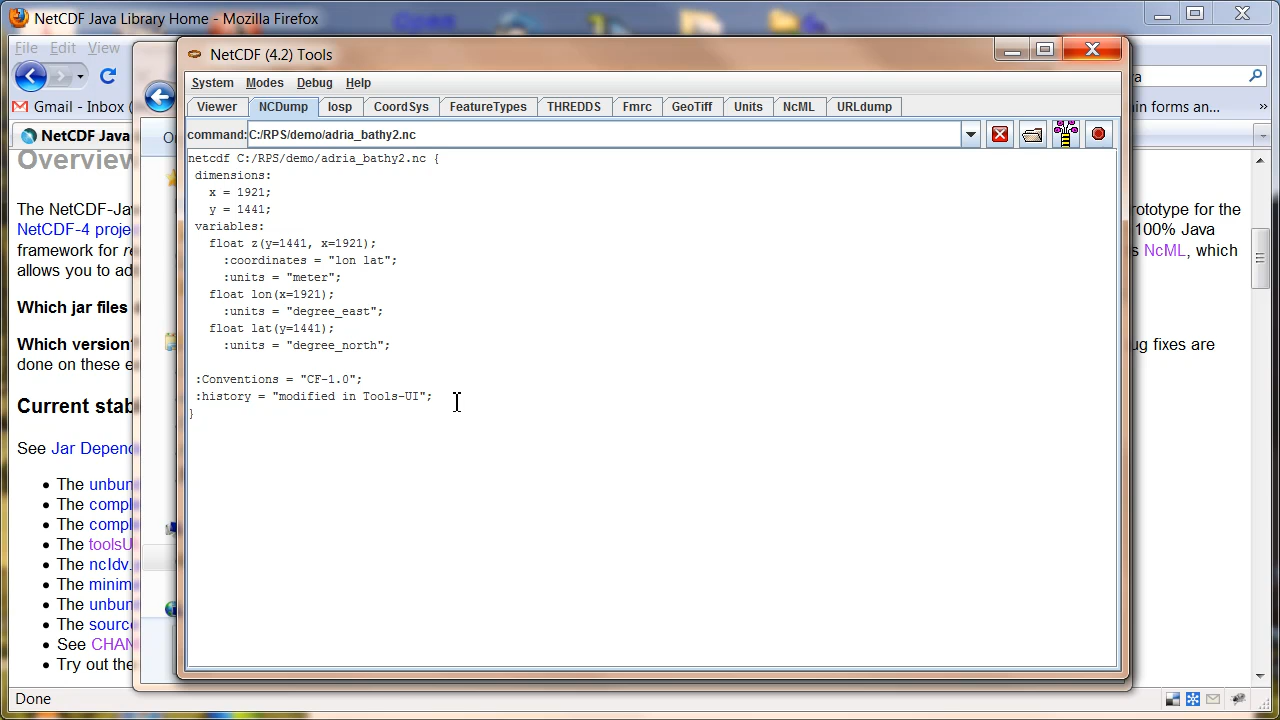 NetCDF Java Library Home - Mozilla Firefox
File Edit View
Gmail - Inbox
NetCDF Java
Overview
The NetCDF-Ja
rototype for the
NetCDF-4 proje
100% Java
framework for
NcML, which
allows you to ad
Which jar files
Which version
ug fixes are
done on these e
Current stab
See Jar Depend
The unbun
The compl
The compl
The toolsU
The ncIdv.
The minim
The unbun
The source
See CHAN
Try out the
Done
NetCDF (4.2) Tools
System Modes Debug Help
Viewer NCDump Iosp CoordSys FeatureTypes THREDDS Fmrc GeoTiff Units NcML URLdump
command: C:/RPS/demo/adria_bathy2.nc
netcdf C:/RPS/demo/adria_bathy2.nc {
dimensions:
x = 1921;
y = 1441;
variables:
float z(y=1441, x=1921);
:coordinates = "lon lat";
:units = "meter";
float lon(x=1921);
:units = "degree_east";
float lat(y=1441);
:units = "degree_north";
:Conventions = "CF-1.0";
:history = "modified in Tools-UI";
}